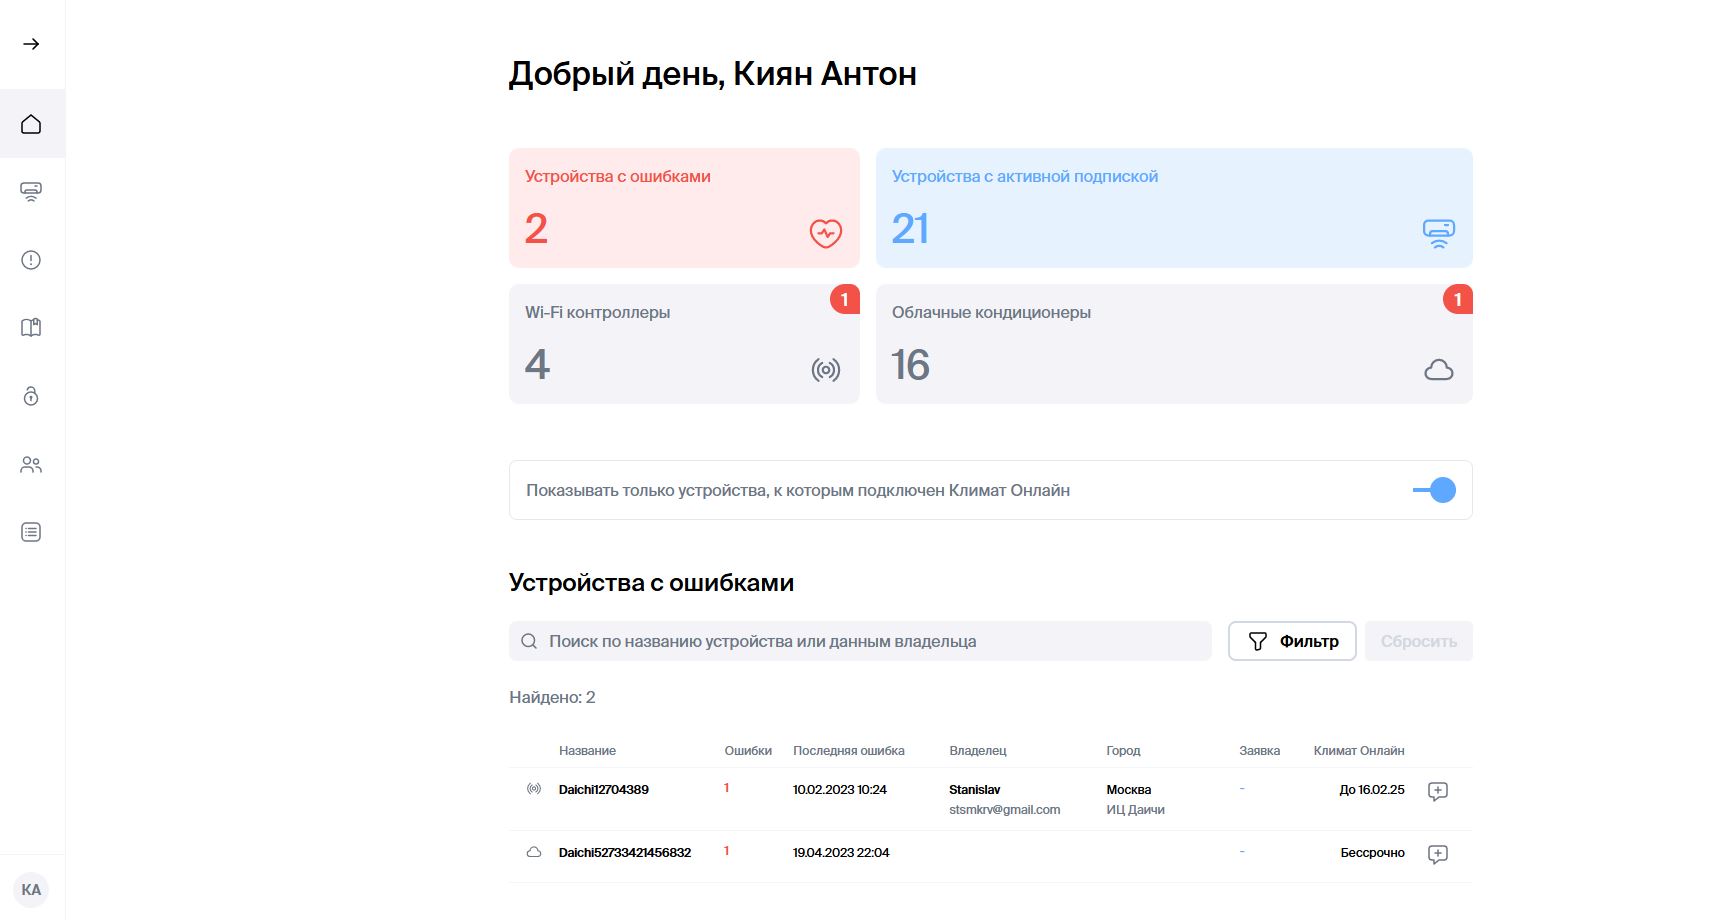 Добрый день, Киян Антон
Устройства с ошибками
2
Устройства с активной подпиской
21
Wi-Fi контроллеры
1
4
Облачные кондиционеры
1
16
Показывать только устройства, к которым подключен Климат Онлайн
Устройства с ошибками
Поиск по названию устройства или данным владельца
Фильтр
Сбросить
Найдено: 2
Название Ошибки Последняя ошибка Владелец Город Заявка Климат Онлайн
Daichi12704389 1 10.02.2023 10:24 Stanislav Москва - До 16.02.25
stsmkrv@gmail.com ИЦ Даичи
Daichi52733421456832 1 19.04.2023 22:04 - Бессрочно
КА